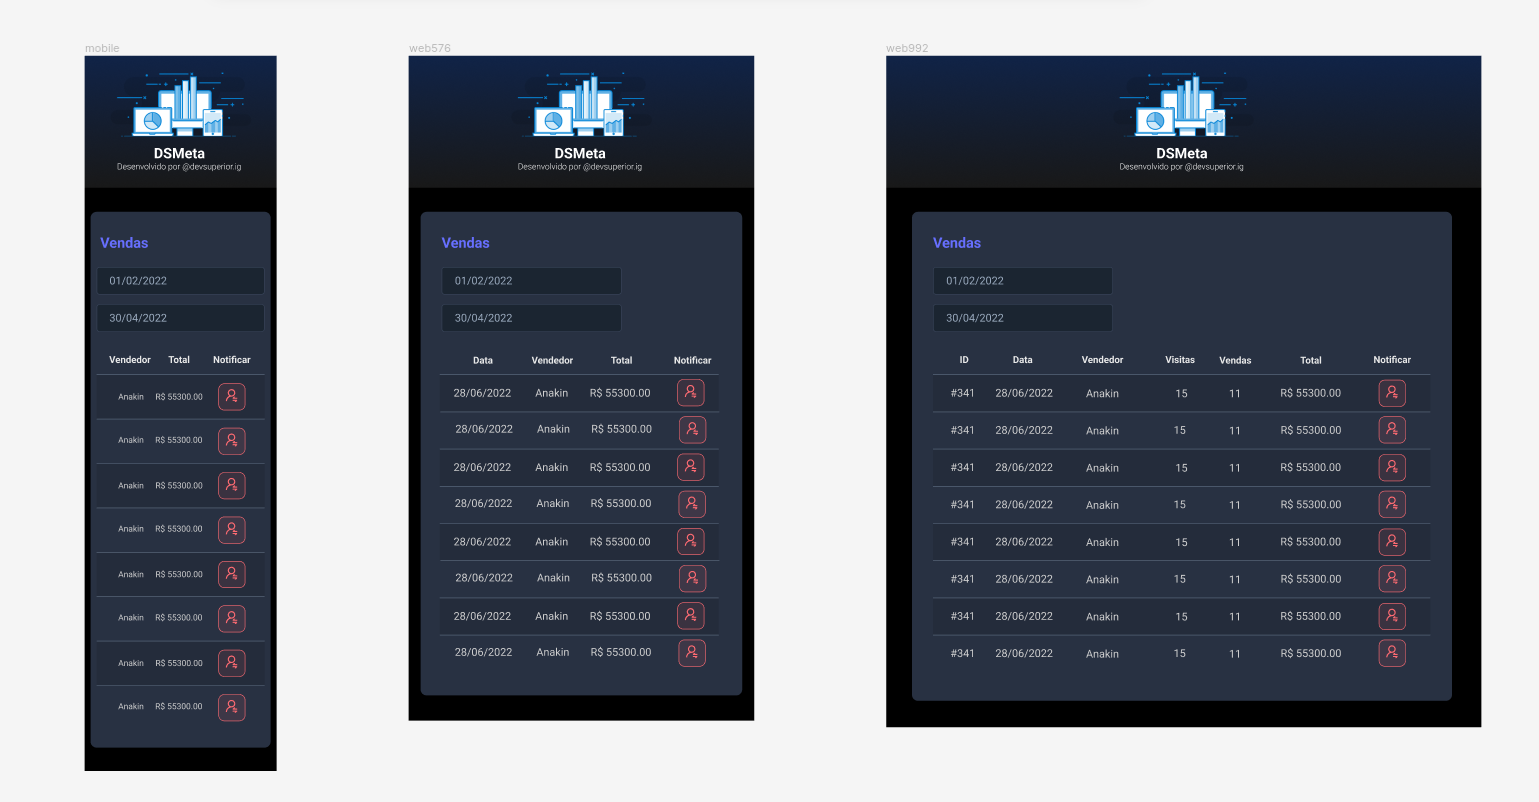 mobile
DSMeta
Desenvolvido por @devsuperior.ig
Vendas
01/02/2022
30/04/2022
Vendedor Total Notificar
Anakin R$ 55300.00
Anakin R$ 55300.00
Anakin R$ 55300.00
Anakin R$ 55300.00
Anakin R$ 55300.00
Anakin R$ 55300.00
Anakin R$ 55300.00
Anakin R$ 55300.00
web576
DSMeta
Desenvolvido por @devsuperior.ig
Vendas
01/02/2022
30/04/2022
Data Vendedor Total Notificar
28/06/2022 Anakin R$ 55300.00
28/06/2022 Anakin R$ 55300.00
28/06/2022 Anakin R$ 55300.00
28/06/2022 Anakin R$ 55300.00
28/06/2022 Anakin R$ 55300.00
28/06/2022 Anakin R$ 55300.00
28/06/2022 Anakin R$ 55300.00
28/06/2022 Anakin R$ 55300.00
web992
DSMeta
Desenvolvido por @devsuperior.ig
Vendas
01/02/2022
30/04/2022
ID Data Vendedor Visitas Vendas Total Notificar
#341 28/06/2022 Anakin 15 11 R$ 55300.00
#341 28/06/2022 Anakin 15 11 R$ 55300.00
#341 28/06/2022 Anakin 15 11 R$ 55300.00
#341 28/06/2022 Anakin 15 11 R$ 55300.00
#341 28/06/2022 Anakin 15 11 R$ 55300.00
#341 28/06/2022 Anakin 15 11 R$ 55300.00
#341 28/06/2022 Anakin 15 11 R$ 55300.00
#341 28/06/2022 Anakin 15 11 R$ 55300.00